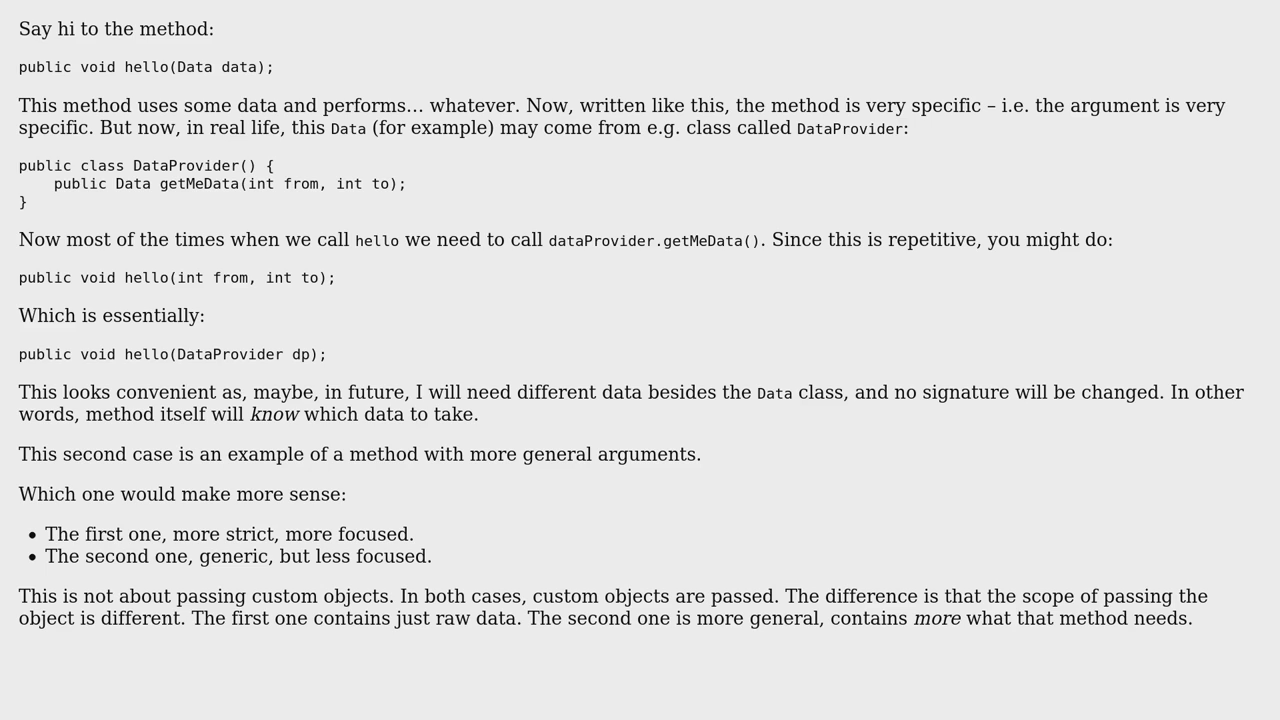 Say hi to the method:
public void hello(Data data);
This method uses some data and performs... whatever. Now, written like this, the method is very specific – i.e. the argument is very
specific. But now, in real life, this Data (for example) may come from e.g. class called DataProvider:
public class DataProvider() {
    public Data getMeData(int from, int to);
}
Now most of the times when we call hello we need to call dataProvider.getMeData(). Since this is repetitive, you might do:
public void hello(int from, int to);
Which is essentially:
public void hello(DataProvider dp);
This looks convenient as, maybe, in future, I will need different data besides the Data class, and no signature will be changed. In other
words, method itself will know which data to take.
This second case is an example of a method with more general arguments.
Which one would make more sense:
• The first one, more strict, more focused.
• The second one, generic, but less focused.
This is not about passing custom objects. In both cases, custom objects are passed. The difference is that the scope of passing the
object is different. The first one contains just raw data. The second one is more general, contains more what that method needs.